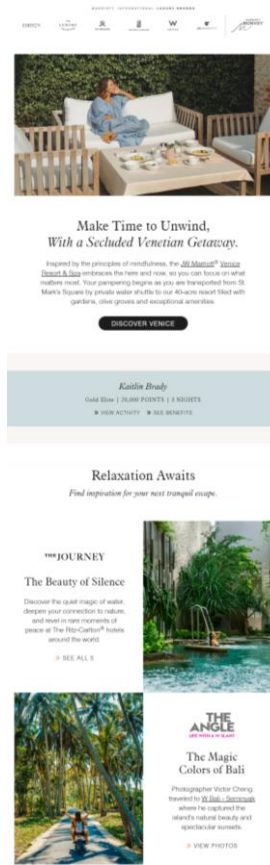 MARRIOTT INTERNATIONAL LUXURY BRANDS
EDITION
THE LUXURY COLLECTION
W
Make Time to Unwind,
With a Secluded Venetian Getaway.
Inspired by the principles of mindfulness, the JW Marriott® Venice
Resort & Spa embraces the here and now, so you can focus on what
matters most. Your pampering begins as you are transported from St.
Mark's Square by private water shuttle to our 40-acre resort filled with
gardens, olive groves and exceptional amenities.
DISCOVER VENICE
Kaitlin Brady
Gold Elite | 20,000 POINTS | 3 NIGHTS
VIEW ACTIVITY SEE BENEFITS
Relaxation Awaits
Find inspiration for your next tranquil escape.
THE JOURNEY
The Beauty of Silence
Discover the quiet magic of water,
deepen your connection to nature,
and revel in rare moments of
peace at The Ritz-Carlton® hotels
around the world.
SEE ALL 5
THE
ANGLE
LIFE WITH A W SLANT
The Magic
Colors of Bali
Photographer Victor Cheng
traveled to W Bali - Seminyak
where he captured the
island's natural beauty and
spectacular sunsets.
VIEW PHOTOS